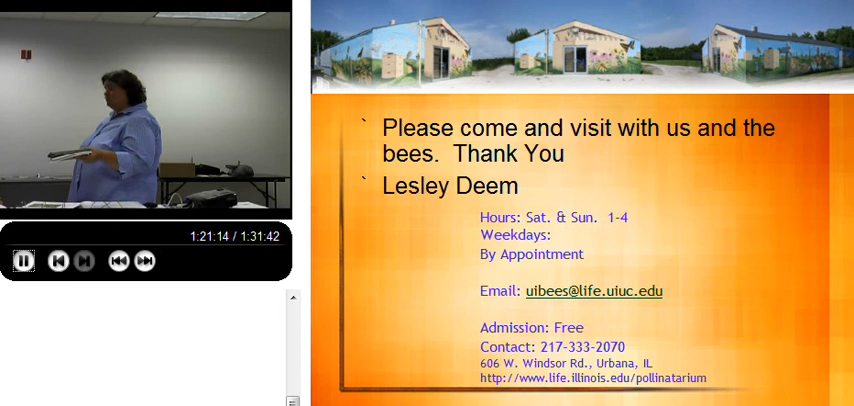 1:21:14 / 1:31:42
` Please come and visit with us and the
bees. Thank You
` Lesley Deem
Hours: Sat. & Sun. 1-4
Weekdays:
By Appointment
Email: uibees@life.uiuc.edu
Admission: Free
Contact: 217-333-2070
606 W. Windsor Rd., Urbana, IL
http://www.life.illinois.edu/pollinatarium